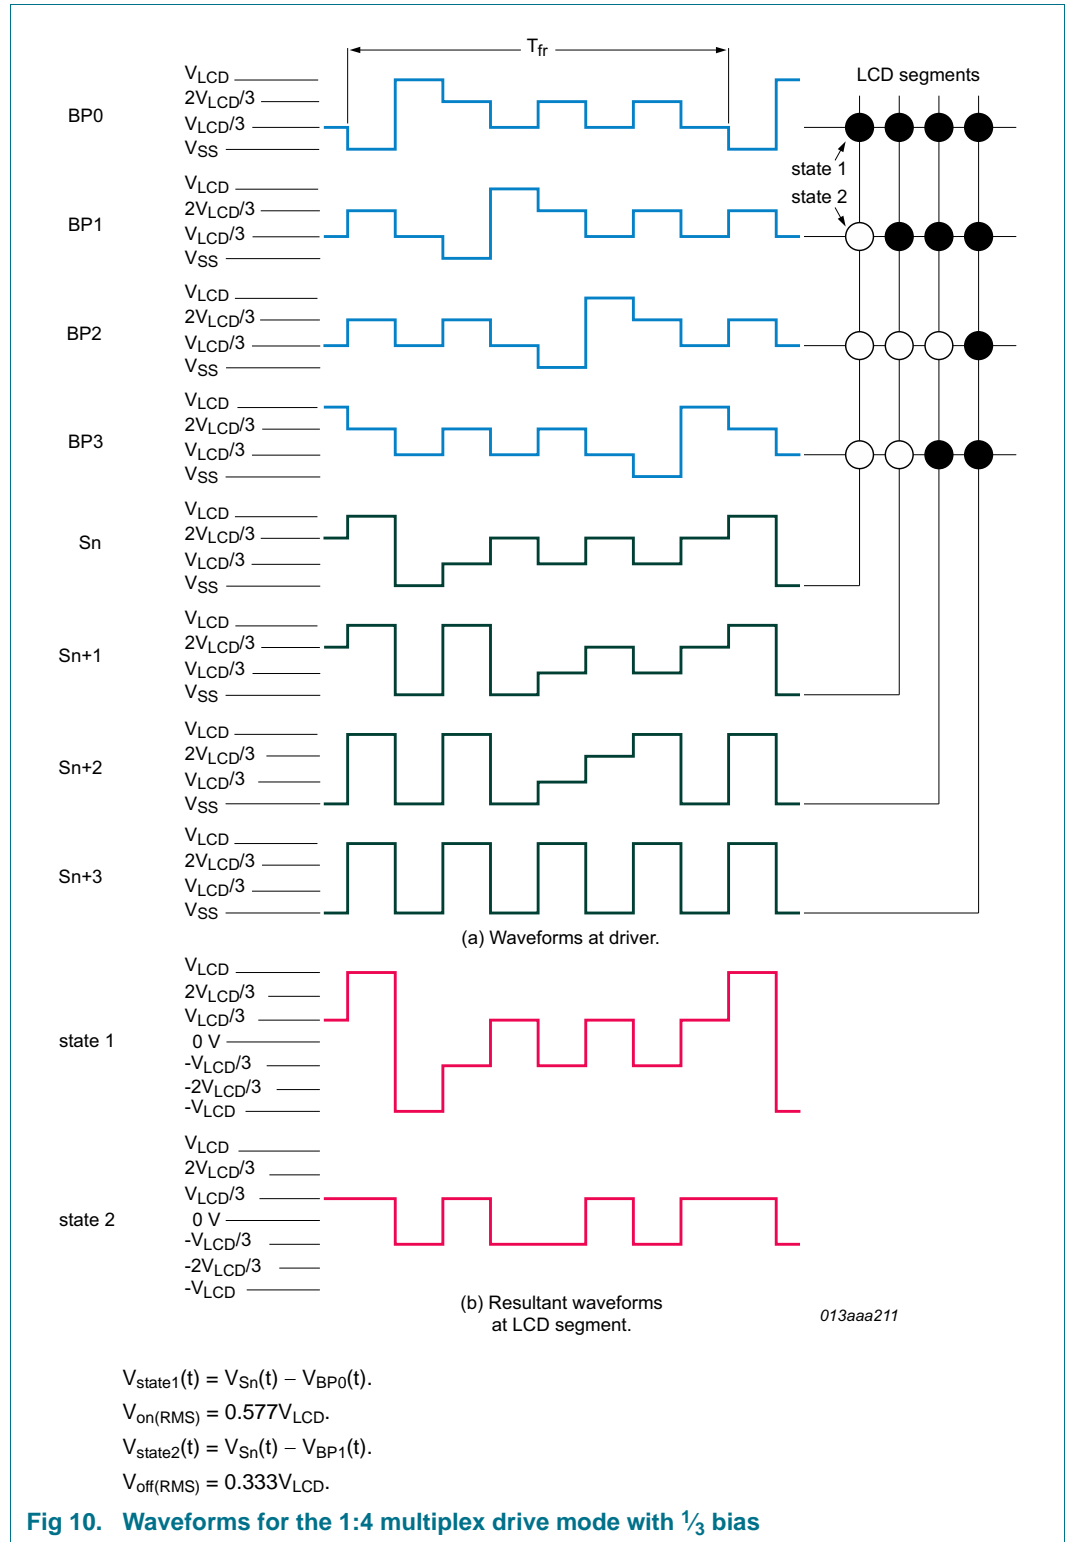 Tfr
LCD segments
BP0
VLCD
2VLCD/3
VLCD/3
VSS
state 1
state 2
BP1
VLCD
2VLCD/3
VLCD/3
VSS
BP2
VLCD
2VLCD/3
VLCD/3
VSS
BP3
VLCD
2VLCD/3
VLCD/3
VSS
Sn
VLCD
2VLCD/3
VLCD/3
VSS
Sn+1
VLCD
2VLCD/3
VLCD/3
VSS
Sn+2
VLCD
2VLCD/3
VLCD/3
VSS
Sn+3
VLCD
2VLCD/3
VLCD/3
VSS
(a) Waveforms at driver.
state 1
VLCD
2VLCD/3
VLCD/3
0 V
-VLCD/3
-2VLCD/3
-VLCD
state 2
VLCD
2VLCD/3
VLCD/3
0 V
-VLCD/3
-2VLCD/3
-VLCD
(b) Resultant waveforms
at LCD segment.
013aaa211
Vstate1(t) = VSn(t) − VBP0(t).
Von(RMS) = 0.577VLCD.
Vstate2(t) = VSn(t) − VBP1(t).
Voff(RMS) = 0.333VLCD.
Fig 10. Waveforms for the 1:4 multiplex drive mode with 1⁄3 bias